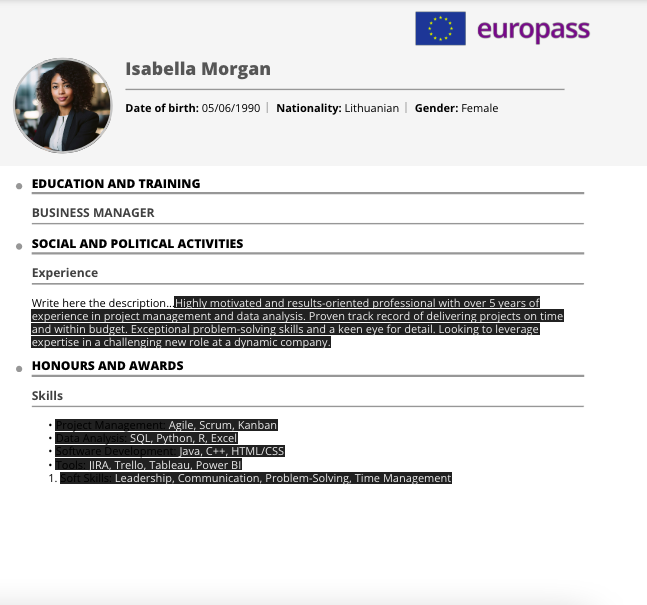 europass
Isabella Morgan
Date of birth: 05/06/1990 | Nationality: Lithuanian | Gender: Female
EDUCATION AND TRAINING
BUSINESS MANAGER
SOCIAL AND POLITICAL ACTIVITIES
Experience
Write here the description...Highly motivated and results-oriented professional with over 5 years of
experience in project management and data analysis. Proven track record of delivering projects on time
and within budget. Exceptional problem-solving skills and a keen eye for detail. Looking to leverage
expertise in a challenging new role at a dynamic company.
HONOURS AND AWARDS
Skills
• Project Management: Agile, Scrum, Kanban
• Data Analysis: SQL, Python, R, Excel
• Software Development: Java, C++, HTML/CSS
• Tools: JIRA, Trello, Tableau, Power BI
1. Soft Skills: Leadership, Communication, Problem-Solving, Time Management